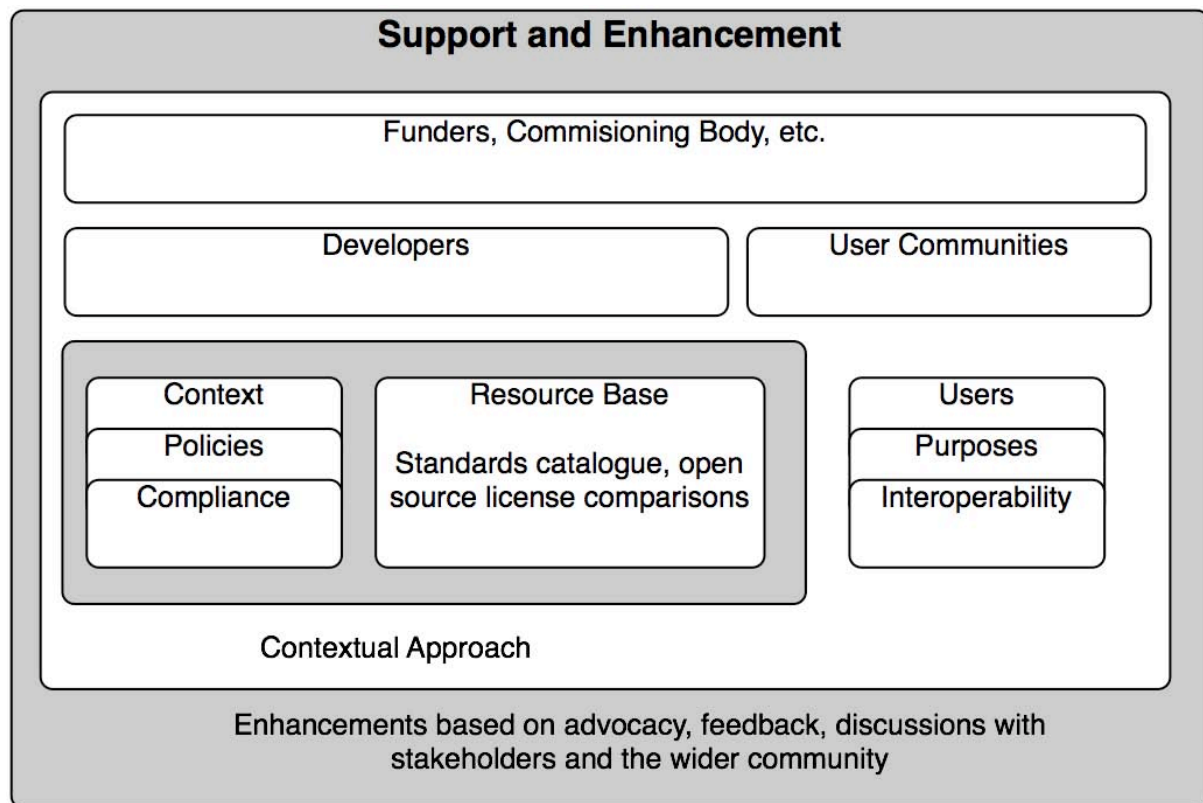 Support and Enhancement
Funders, Commisioning Body, etc.
Developers
User Communities
Context
Policies
Compliance
Resource Base
Standards catalogue, open
source license comparisons
Users
Purposes
Interoperability
Contextual Approach
Enhancements based on advocacy, feedback, discussions with
stakeholders and the wider community